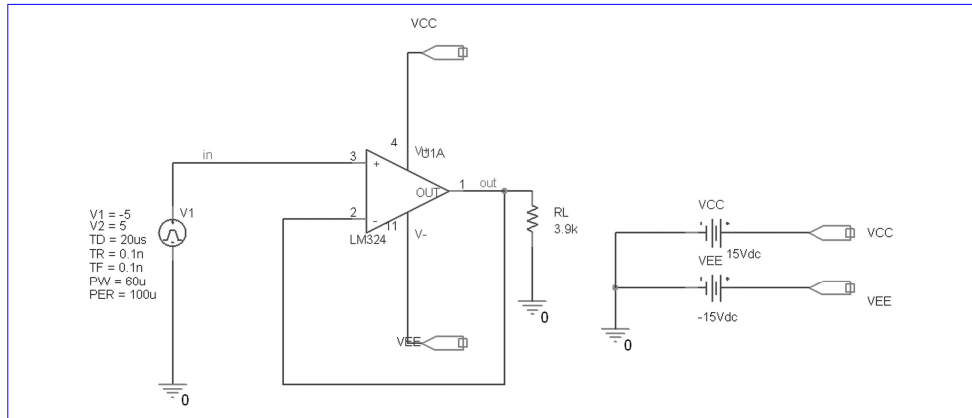 VCC
4
V+
U1A
in
3
+
OUT
1
out
2
-
11
LM324
V-
RL
3.9k
0
VEE
V1 = -5
V2 = 5
TD = 20us
TR = 0.1n
TF = 0.1n
PW = 60u
PER = 100u
V1
0
VCC
-
+
15Vdc
VCC
VEE
-
+
-15Vdc
VEE
0